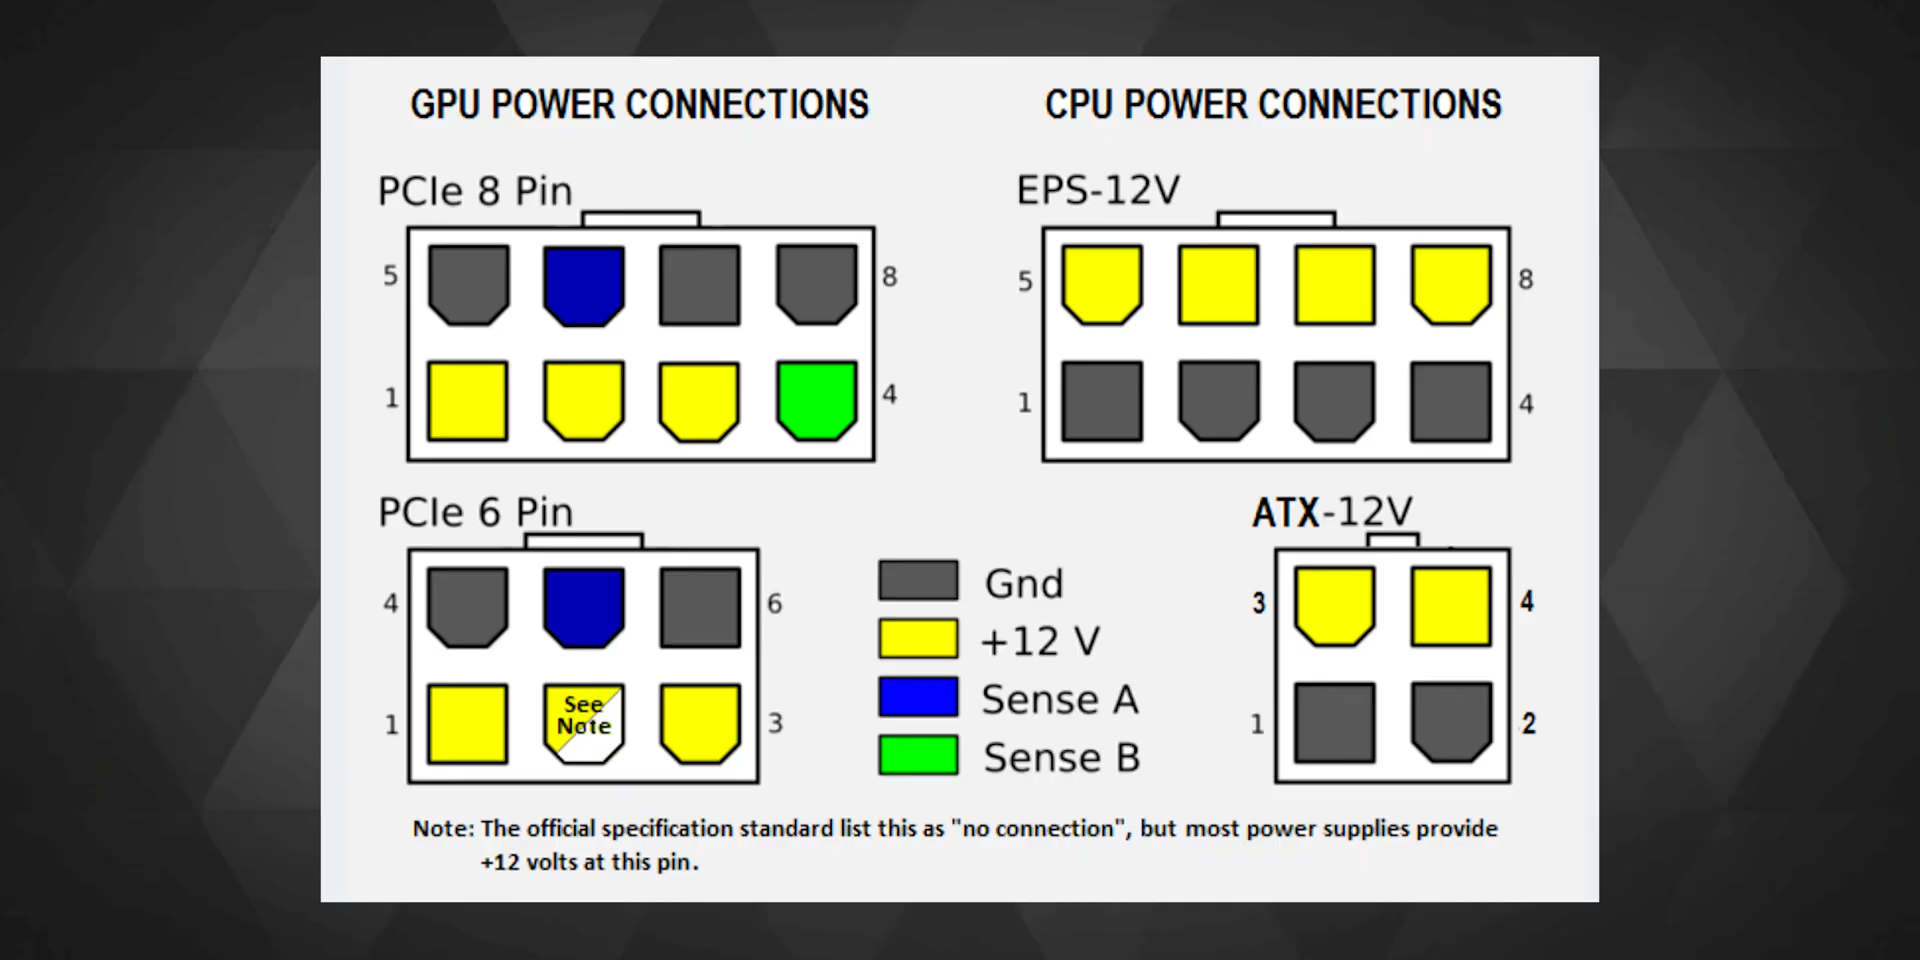 GPU POWER CONNECTIONS
CPU POWER CONNECTIONS
PCIe 8 Pin
5
8
1
4
EPS-12V
5
8
1
4
PCIe 6 Pin
4
6
1
See
Note
3
Gnd
+12 V
Sense A
Sense B
ATX-12V
3
4
1
2
Note: The official specification standard list this as "no connection", but most power supplies provide
+12 volts at this pin.